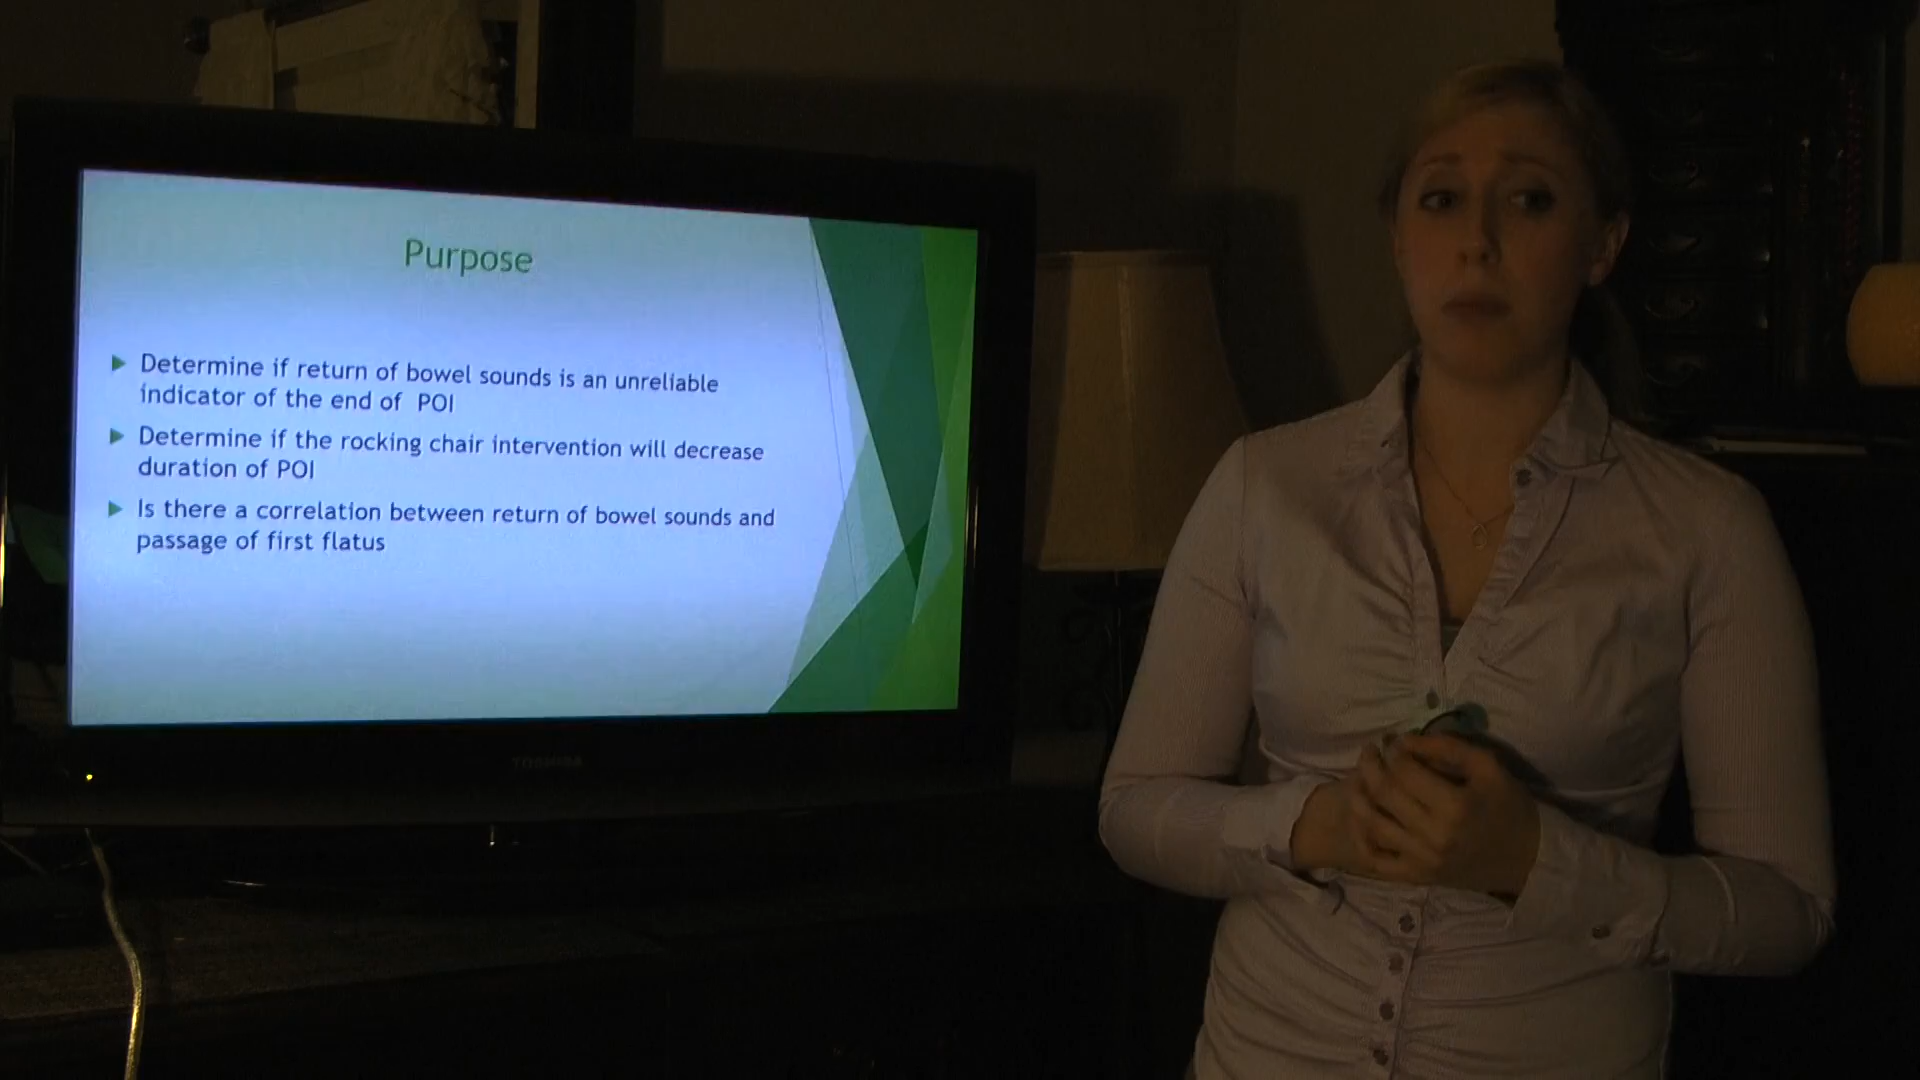 Purpose
Determine if return of bowel sounds is an unreliable
indicator of the end of POI
Determine if the rocking chair intervention will decrease
duration of POI
Is there a correlation between return of bowel sounds and
passage of first flatus
TOSHIBA